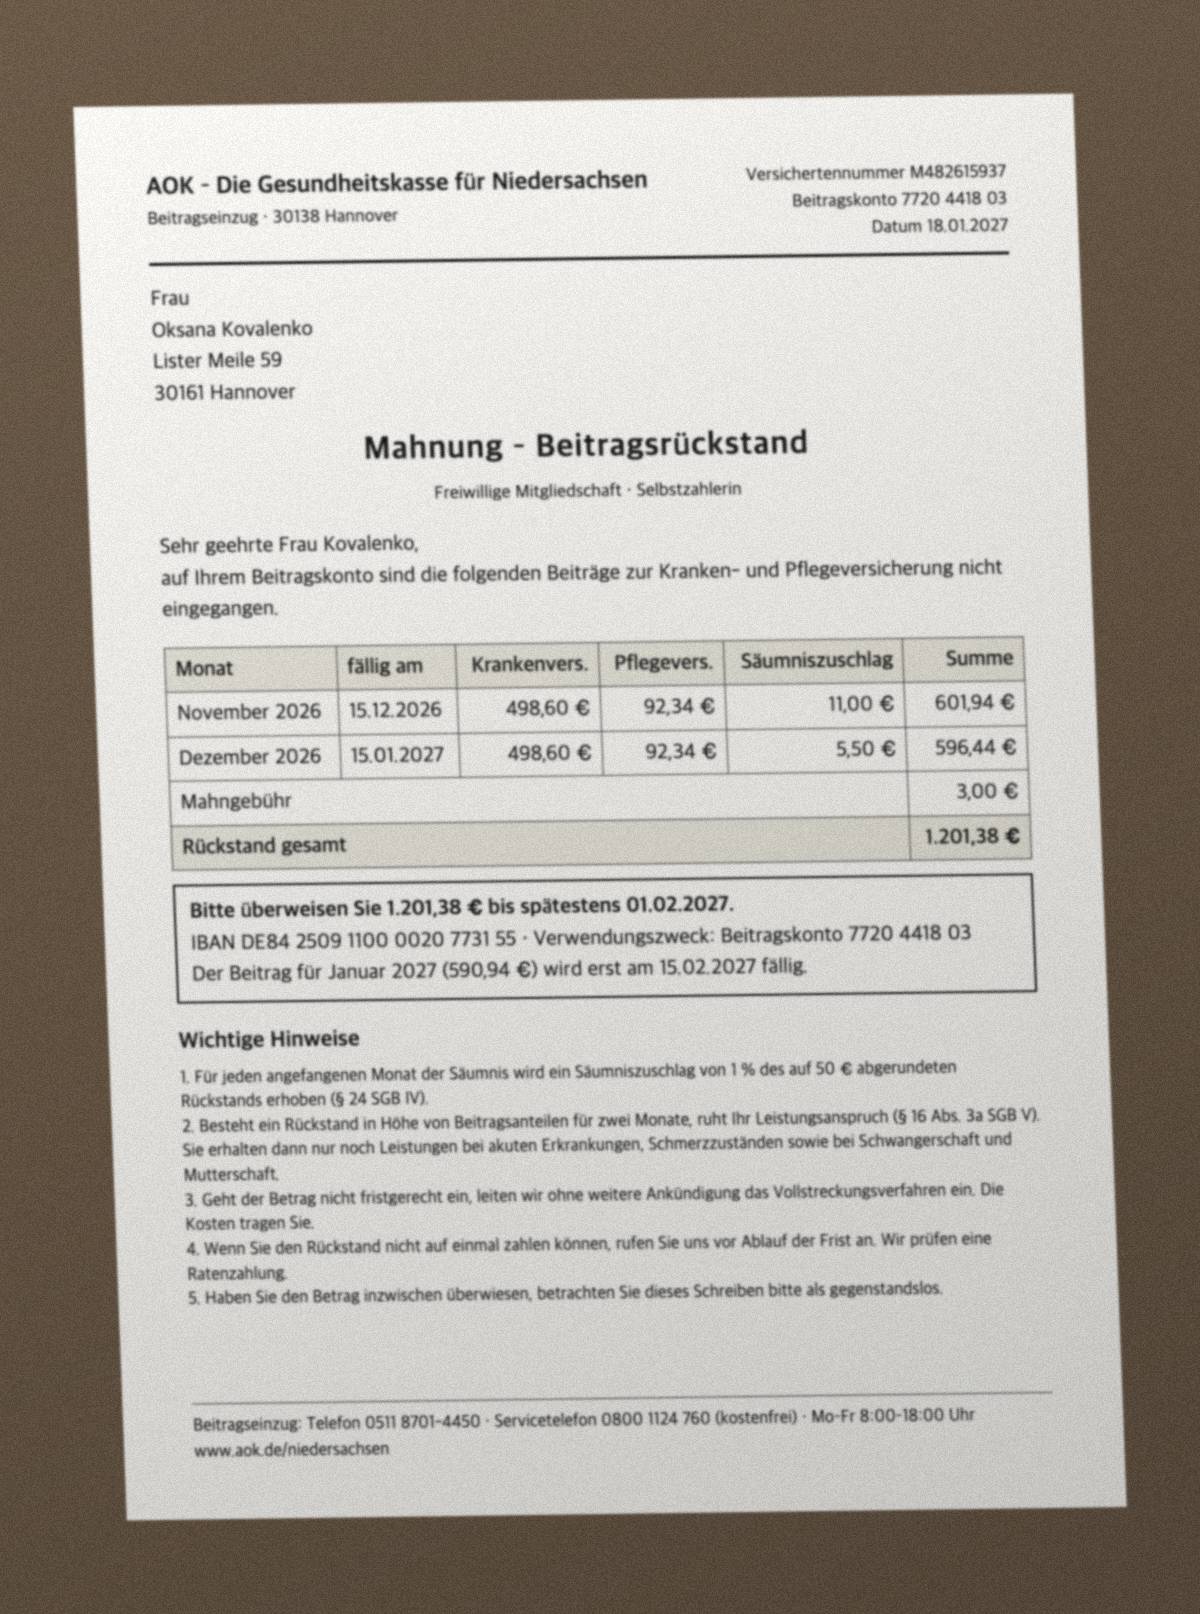 AOK - Die Gesundheitskasse für Niedersachsen
Beitragseinzug · 30138 Hannover
Versichertennummer M482615937
Beitragskonto 7720 4418 03
Datum 18.01.2027
Frau
Oksana Kovalenko
Lister Meile 59
30161 Hannover
Mahnung - Beitragsrückstand
Freiwillige Mitgliedschaft · Selbstzahlerin
Sehr geehrte Frau Kovalenko,
auf Ihrem Beitragskonto sind die folgenden Beiträge zur Kranken- und Pflegeversicherung nicht
eingegangen.
Monat fällig am Krankenvers. Pflegevers. Säumniszuschlag Summe
November 2026 15.12.2026 498,60 € 92,34 € 11,00 € 601,94 €
Dezember 2026 15.01.2027 498,60 € 92,34 € 5,50 € 596,44 €
Mahngebühr 3,00 €
Rückstand gesamt 1.201,38 €
Bitte überweisen Sie 1.201,38 € bis spätestens 01.02.2027.
IBAN DE84 2509 1100 0020 7731 55 · Verwendungszweck: Beitragskonto 7720 4418 03
Der Beitrag für Januar 2027 (590,94 €) wird erst am 15.02.2027 fällig.
Wichtige Hinweise
1. Für jeden angefangenen Monat der Säumnis wird ein Säumniszuschlag von 1 % des auf 50 € abgerundeten
Rückstands erhoben (§ 24 SGB IV).
2. Besteht ein Rückstand in Höhe von Beitragsanteilen für zwei Monate, ruht Ihr Leistungsanspruch (§ 16 Abs. 3a SGB V).
Sie erhalten dann nur noch Leistungen bei akuten Erkrankungen, Schmerzzuständen sowie bei Schwangerschaft und
Mutterschaft.
3. Geht der Betrag nicht fristgerecht ein, leiten wir ohne weitere Ankündigung das Vollstreckungsverfahren ein. Die
Kosten tragen Sie.
4. Wenn Sie den Rückstand nicht auf einmal zahlen können, rufen Sie uns vor Ablauf der Frist an. Wir prüfen eine
Ratenzahlung.
5. Haben Sie den Betrag inzwischen überwiesen, betrachten Sie dieses Schreiben bitte als gegenstandslos.
Beitragseinzug: Telefon 0511 8701-4450 · Servicetelefon 0800 1124 760 (kostenfrei) · Mo-Fr 8:00-18:00 Uhr
www.aok.de/niedersachsen